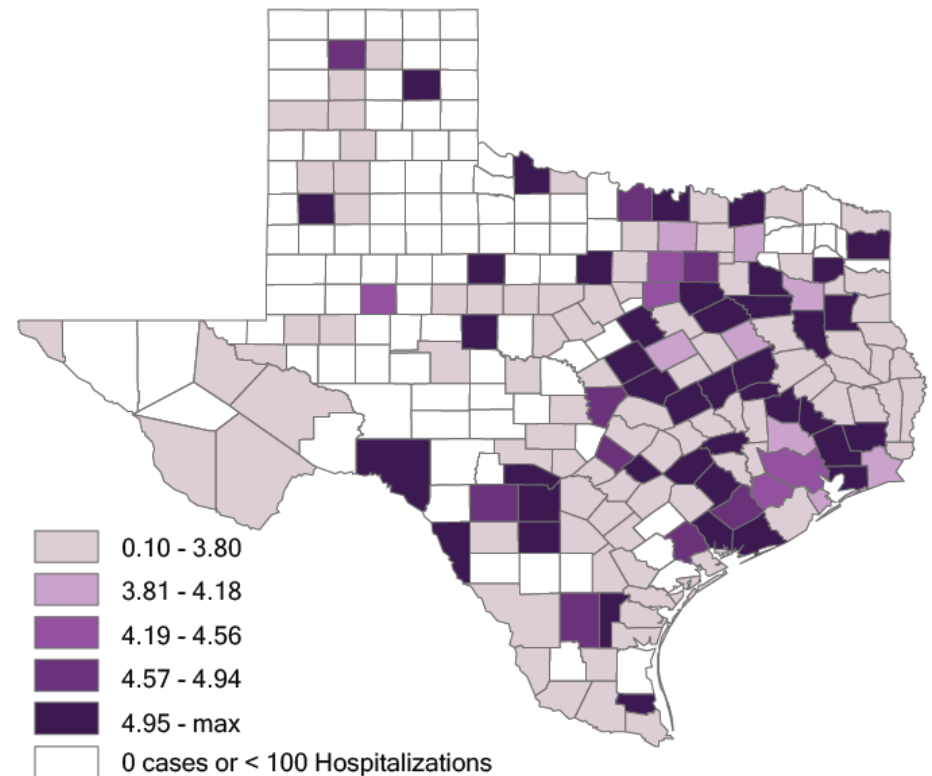 0.10 - 3.80
3.81 - 4.18
4.19 - 4.56
4.57 - 4.94
4.95 - max
0 cases or < 100 Hospitalizations